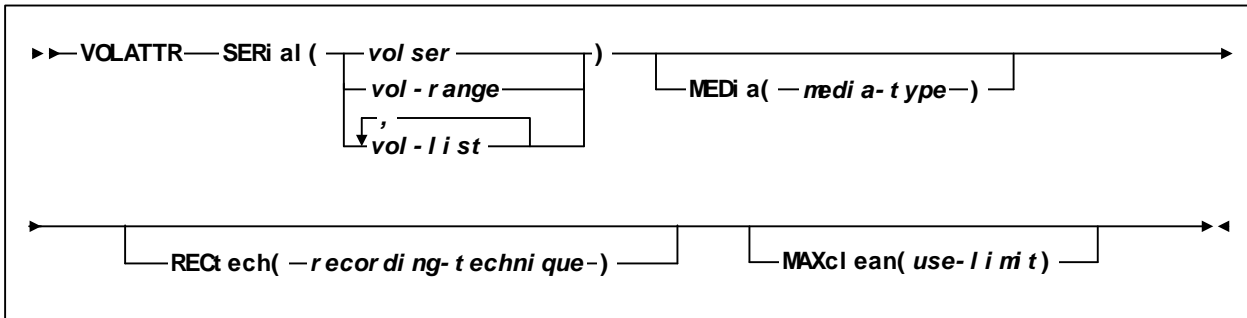 VOLATTR SERial( volser )
vol-range
,
vol-list
MEDia( media-type )
RECtech( recording-technique )
MAXclean( use-limit )